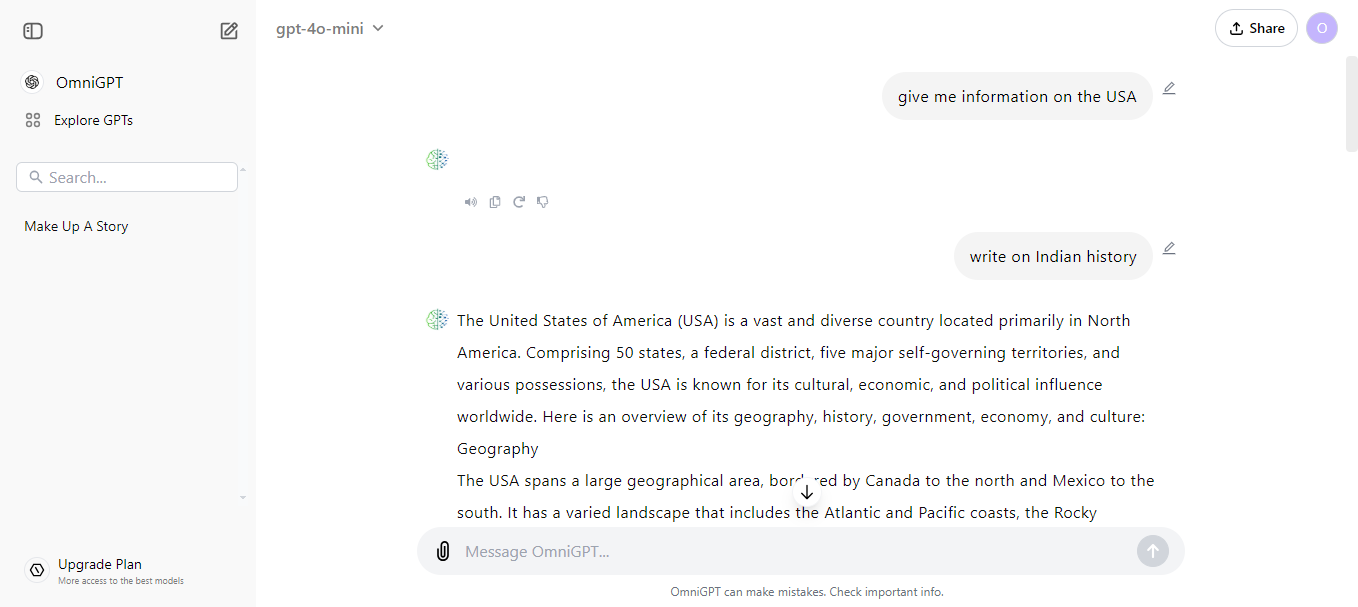 gpt-4o-mini
Share
O
OmniGPT
Explore GPTs
Search...
Make Up A Story
Upgrade Plan
More access to the best models
give me information on the USA
write on Indian history
The United States of America (USA) is a vast and diverse country located primarily in North
America. Comprising 50 states, a federal district, five major self-governing territories, and
various possessions, the USA is known for its cultural, economic, and political influence
worldwide. Here is an overview of its geography, history, government, economy, and culture:
Geography
The USA spans a large geographical area, bordered by Canada to the north and Mexico to the
south. It has a varied landscape that includes the Atlantic and Pacific coasts, the Rocky
Message OmniGPT...
OmniGPT can make mistakes. Check important info.